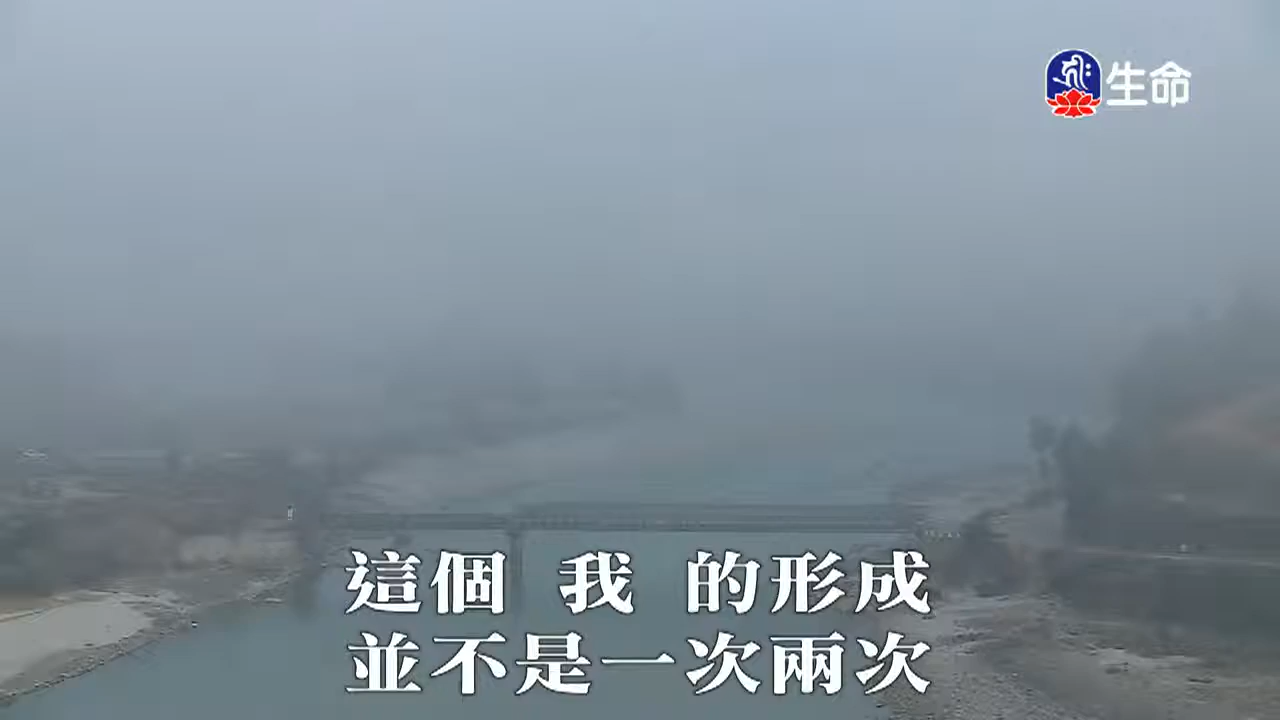 生命
這個 我 的形成
並不是一次兩次